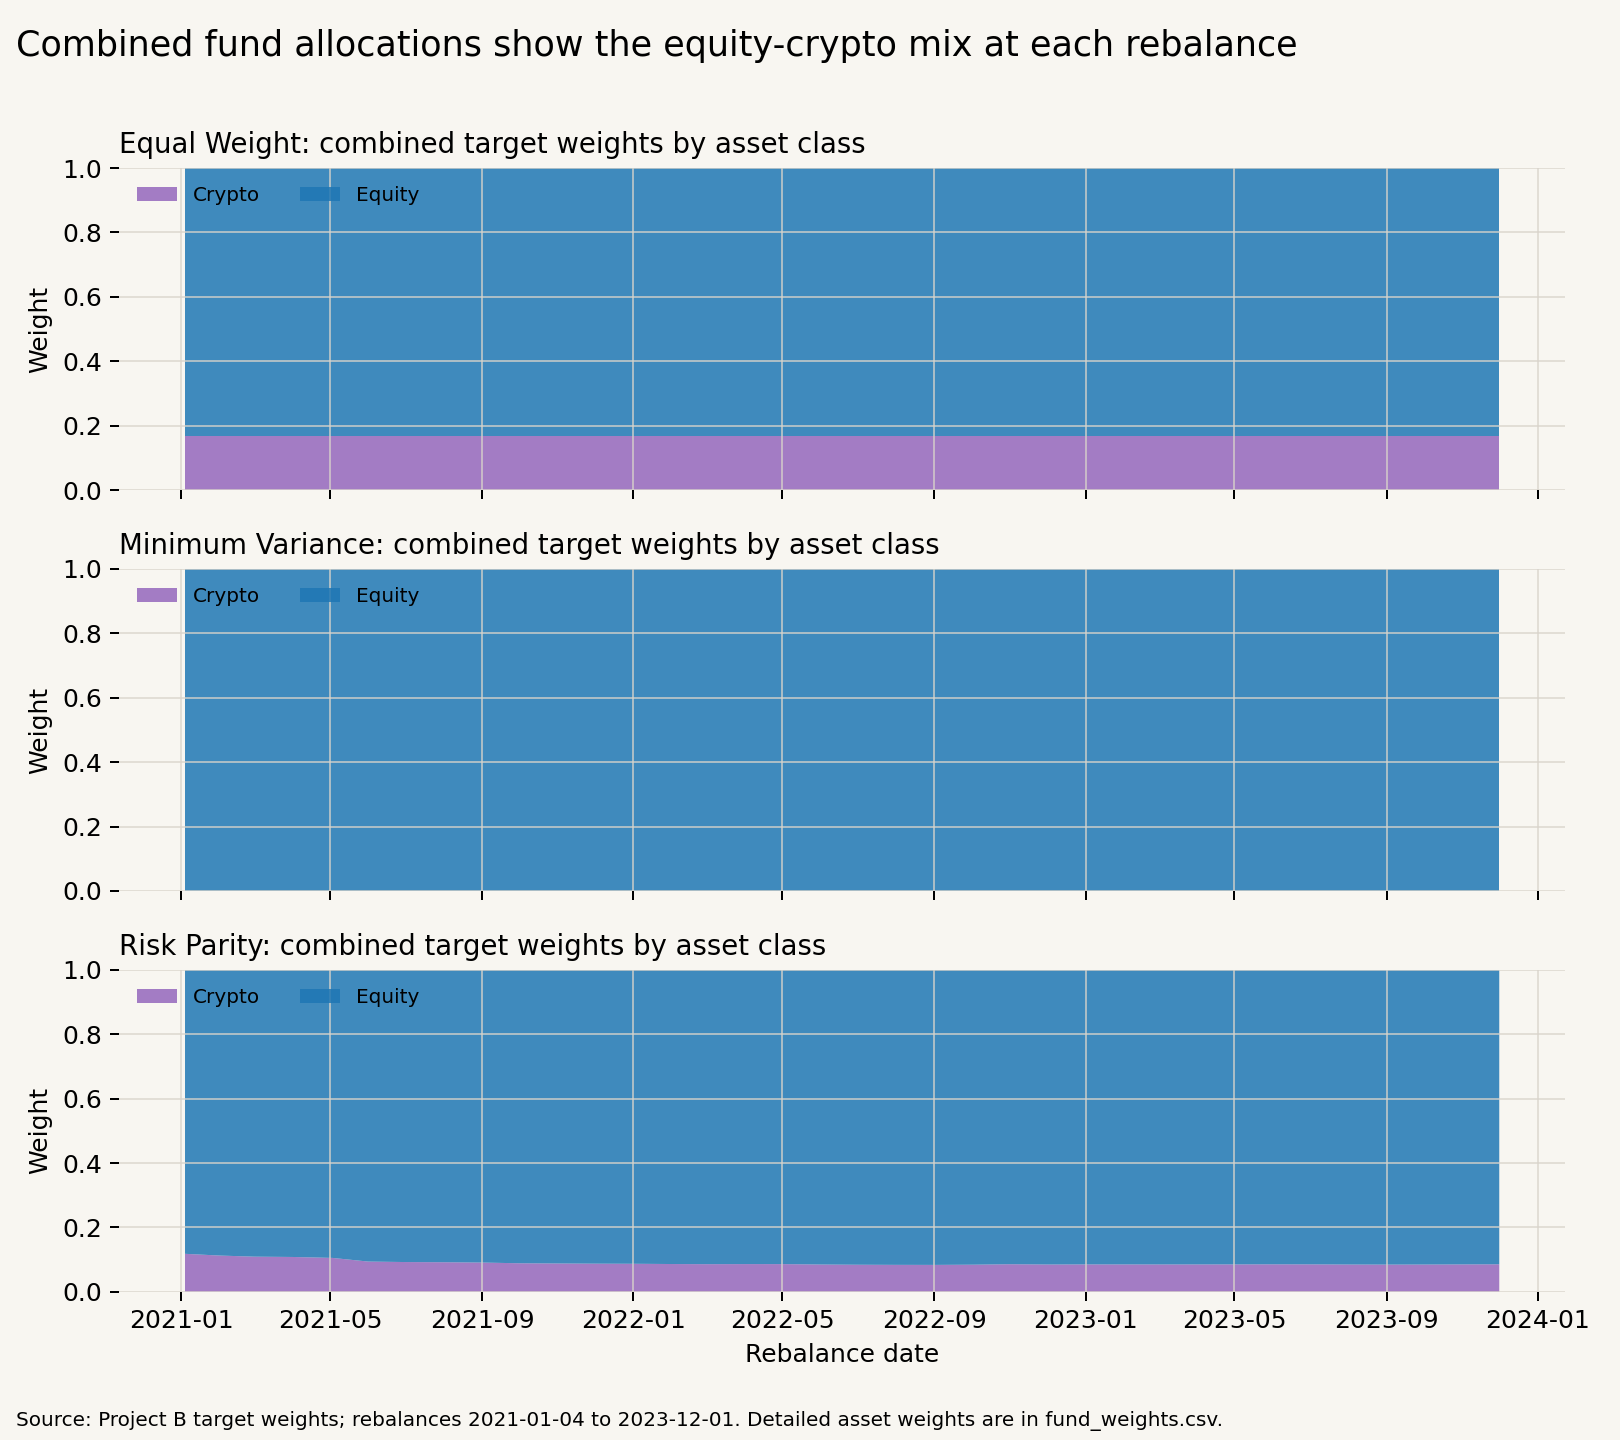 Combined fund allocations show the equity-crypto mix at each rebalance
Equal Weight: combined target weights by asset class
1.0
Crypto Equity
0.8
0.6
Weight
0.4
0.2
0.0
Minimum Variance: combined target weights by asset class
1.0
Crypto Equity
0.8
0.6
Weight
0.4
0.2
0.0
Risk Parity: combined target weights by asset class
1.0
Crypto Equity
0.8
0.6
Weight
0.4
0.2
0.0
2021-01 2021-05 2021-09 2022-01 2022-05 2022-09 2023-01 2023-05 2023-09 2024-01
Rebalance date
Source: Project B target weights; rebalances 2021-01-04 to 2023-12-01. Detailed asset weights are in fund_weights.csv.